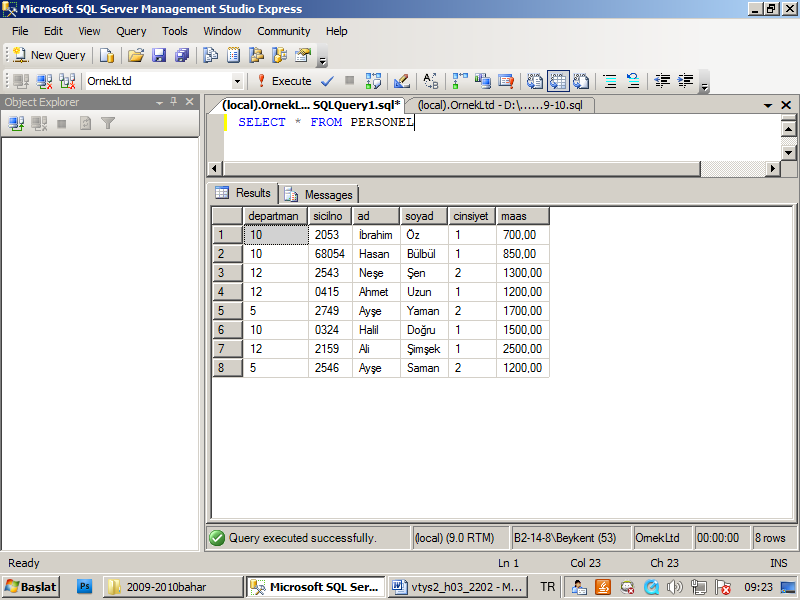 Microsoft SQL Server Management Studio Express
File Edit View Query Tools Window Community Help
New Query
OrnekLtd Execute
Object Explorer
(local).OrnekL... SQLQuery1.sql* (local).OrnekLtd - D:\......9-10.sql
SELECT * FROM PERSONEL
Results Messages
departman sicilno ad soyad cinsiyet maas
1 10 2053 İbrahim Öz 1 700,00
2 10 68054 Hasan Bülbül 1 850,00
3 12 2543 Neşe Şen 2 1300,00
4 12 0415 Ahmet Uzun 1 1200,00
5 5 2749 Ayşe Yaman 2 1700,00
6 10 0324 Halil Doğru 1 1500,00
7 12 2159 Ali Şimşek 1 2500,00
8 5 2546 Ayşe Saman 2 1200,00
Query executed successfully. (local) (9.0 RTM) B2-14-8\Beykent (53) OrnekLtd 00:00:00 8 rows
Ready Ln 1 Col 23 Ch 23 INS
Başlat Ps 2009-2010bahar Microsoft SQL Ser... vtys2_h03_2202 - M... TR 09:23